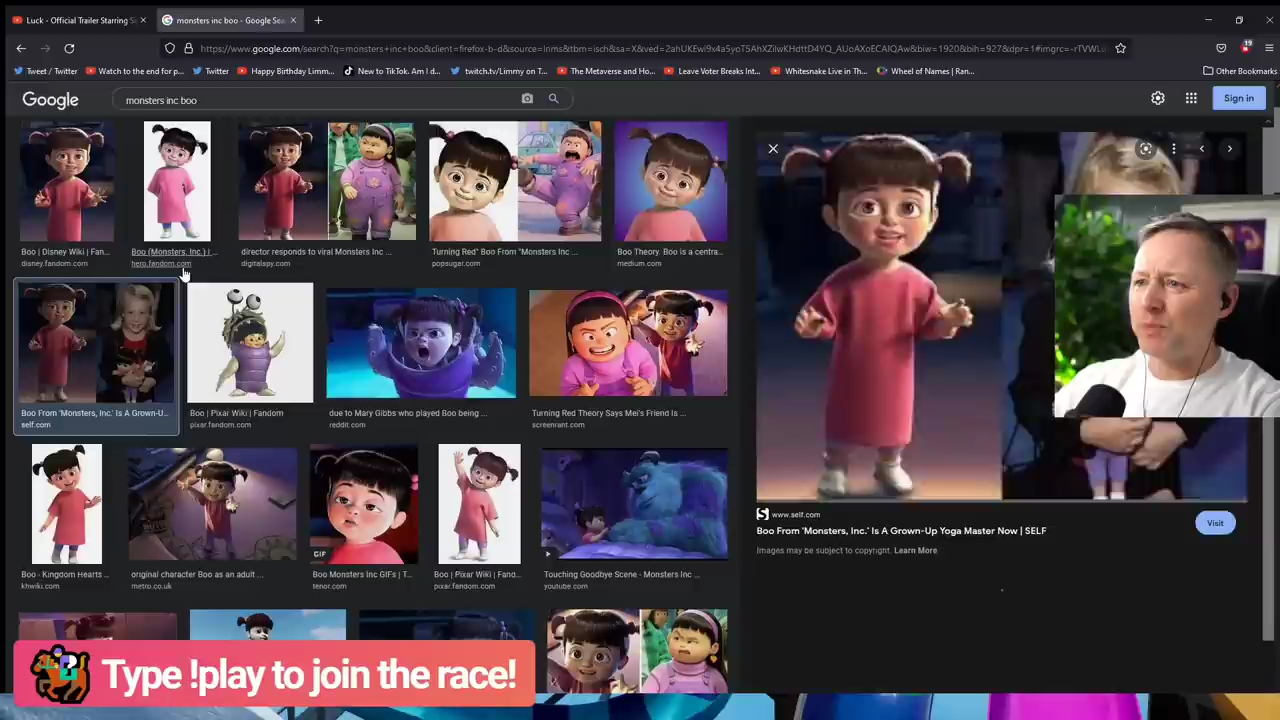 Luck - Official Trailer Starring S
monsters inc boo - Google Sea
https://www.google.com/search?q=monsters+inc+boo&client=firefox-b-d&source=lnms&tbm=isch&sa=X&ved=2ahUKEwi9x4a5yoT5AhXZilwKHdttD4YQ_AUoAXoECAIQAw&biw=1920&bih=927&dpr=1#imgrc=-rTVWL
19
Tweet / Twitter
Watch to the end for p...
Twitter
Happy Birthday Limm...
New to TikTok. Am I d...
twitch.tv/Limmy on T...
The Metaverse and Ho...
Leave Voter Breaks Int...
Whitesnake Live in Th...
Wheel of Names | Ran...
Other Bookmarks
Google
monsters inc boo
Sign in
Boo | Disney Wiki | Fan...
Boo (Monsters, Inc.) | ...
director responds to viral Monsters Inc ...
Turning Red" Boo From "Monsters Inc ...
Boo Theory. Boo is a centra...
disney.fandom.com
hero.fandom.com
digitalspy.com
popsugar.com
medium.com
Boo From 'Monsters, Inc.' Is A Grown-U...
Boo | Pixar Wiki | Fandom
due to Mary Gibbs who played Boo being ...
Turning Red Theory Says Mei's Friend Is ...
self.com
pixar.fandom.com
reddit.com
screenrant.com
GIF
Boo - Kingdom Hearts ...
original character Boo as an adult ...
Boo Monsters Inc GIFs | T...
Boo | Pixar Wiki | Fand...
Touching Goodbye Scene - Monsters Inc ...
khwiki.com
metro.co.uk
tenor.com
pixar.fandom.com
youtube.com
www.self.com
Boo From 'Monsters, Inc.' Is A Grown-Up Yoga Master Now | SELF
Visit
Images may be subject to copyright. Learn More
Type !play to join the race!